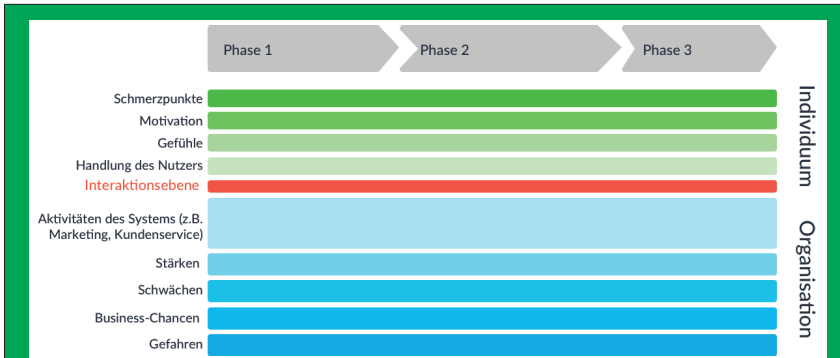 Phase 1
Phase 2
Phase 3
Schmerzpunkte
Motivation
Gefühle
Handlung des Nutzers
Interaktionsebene
Aktivitäten des Systems (z.B.
Marketing, Kundenservice)
Stärken
Schwächen
Business-Chancen
Gefahren
Individuum
Organisation